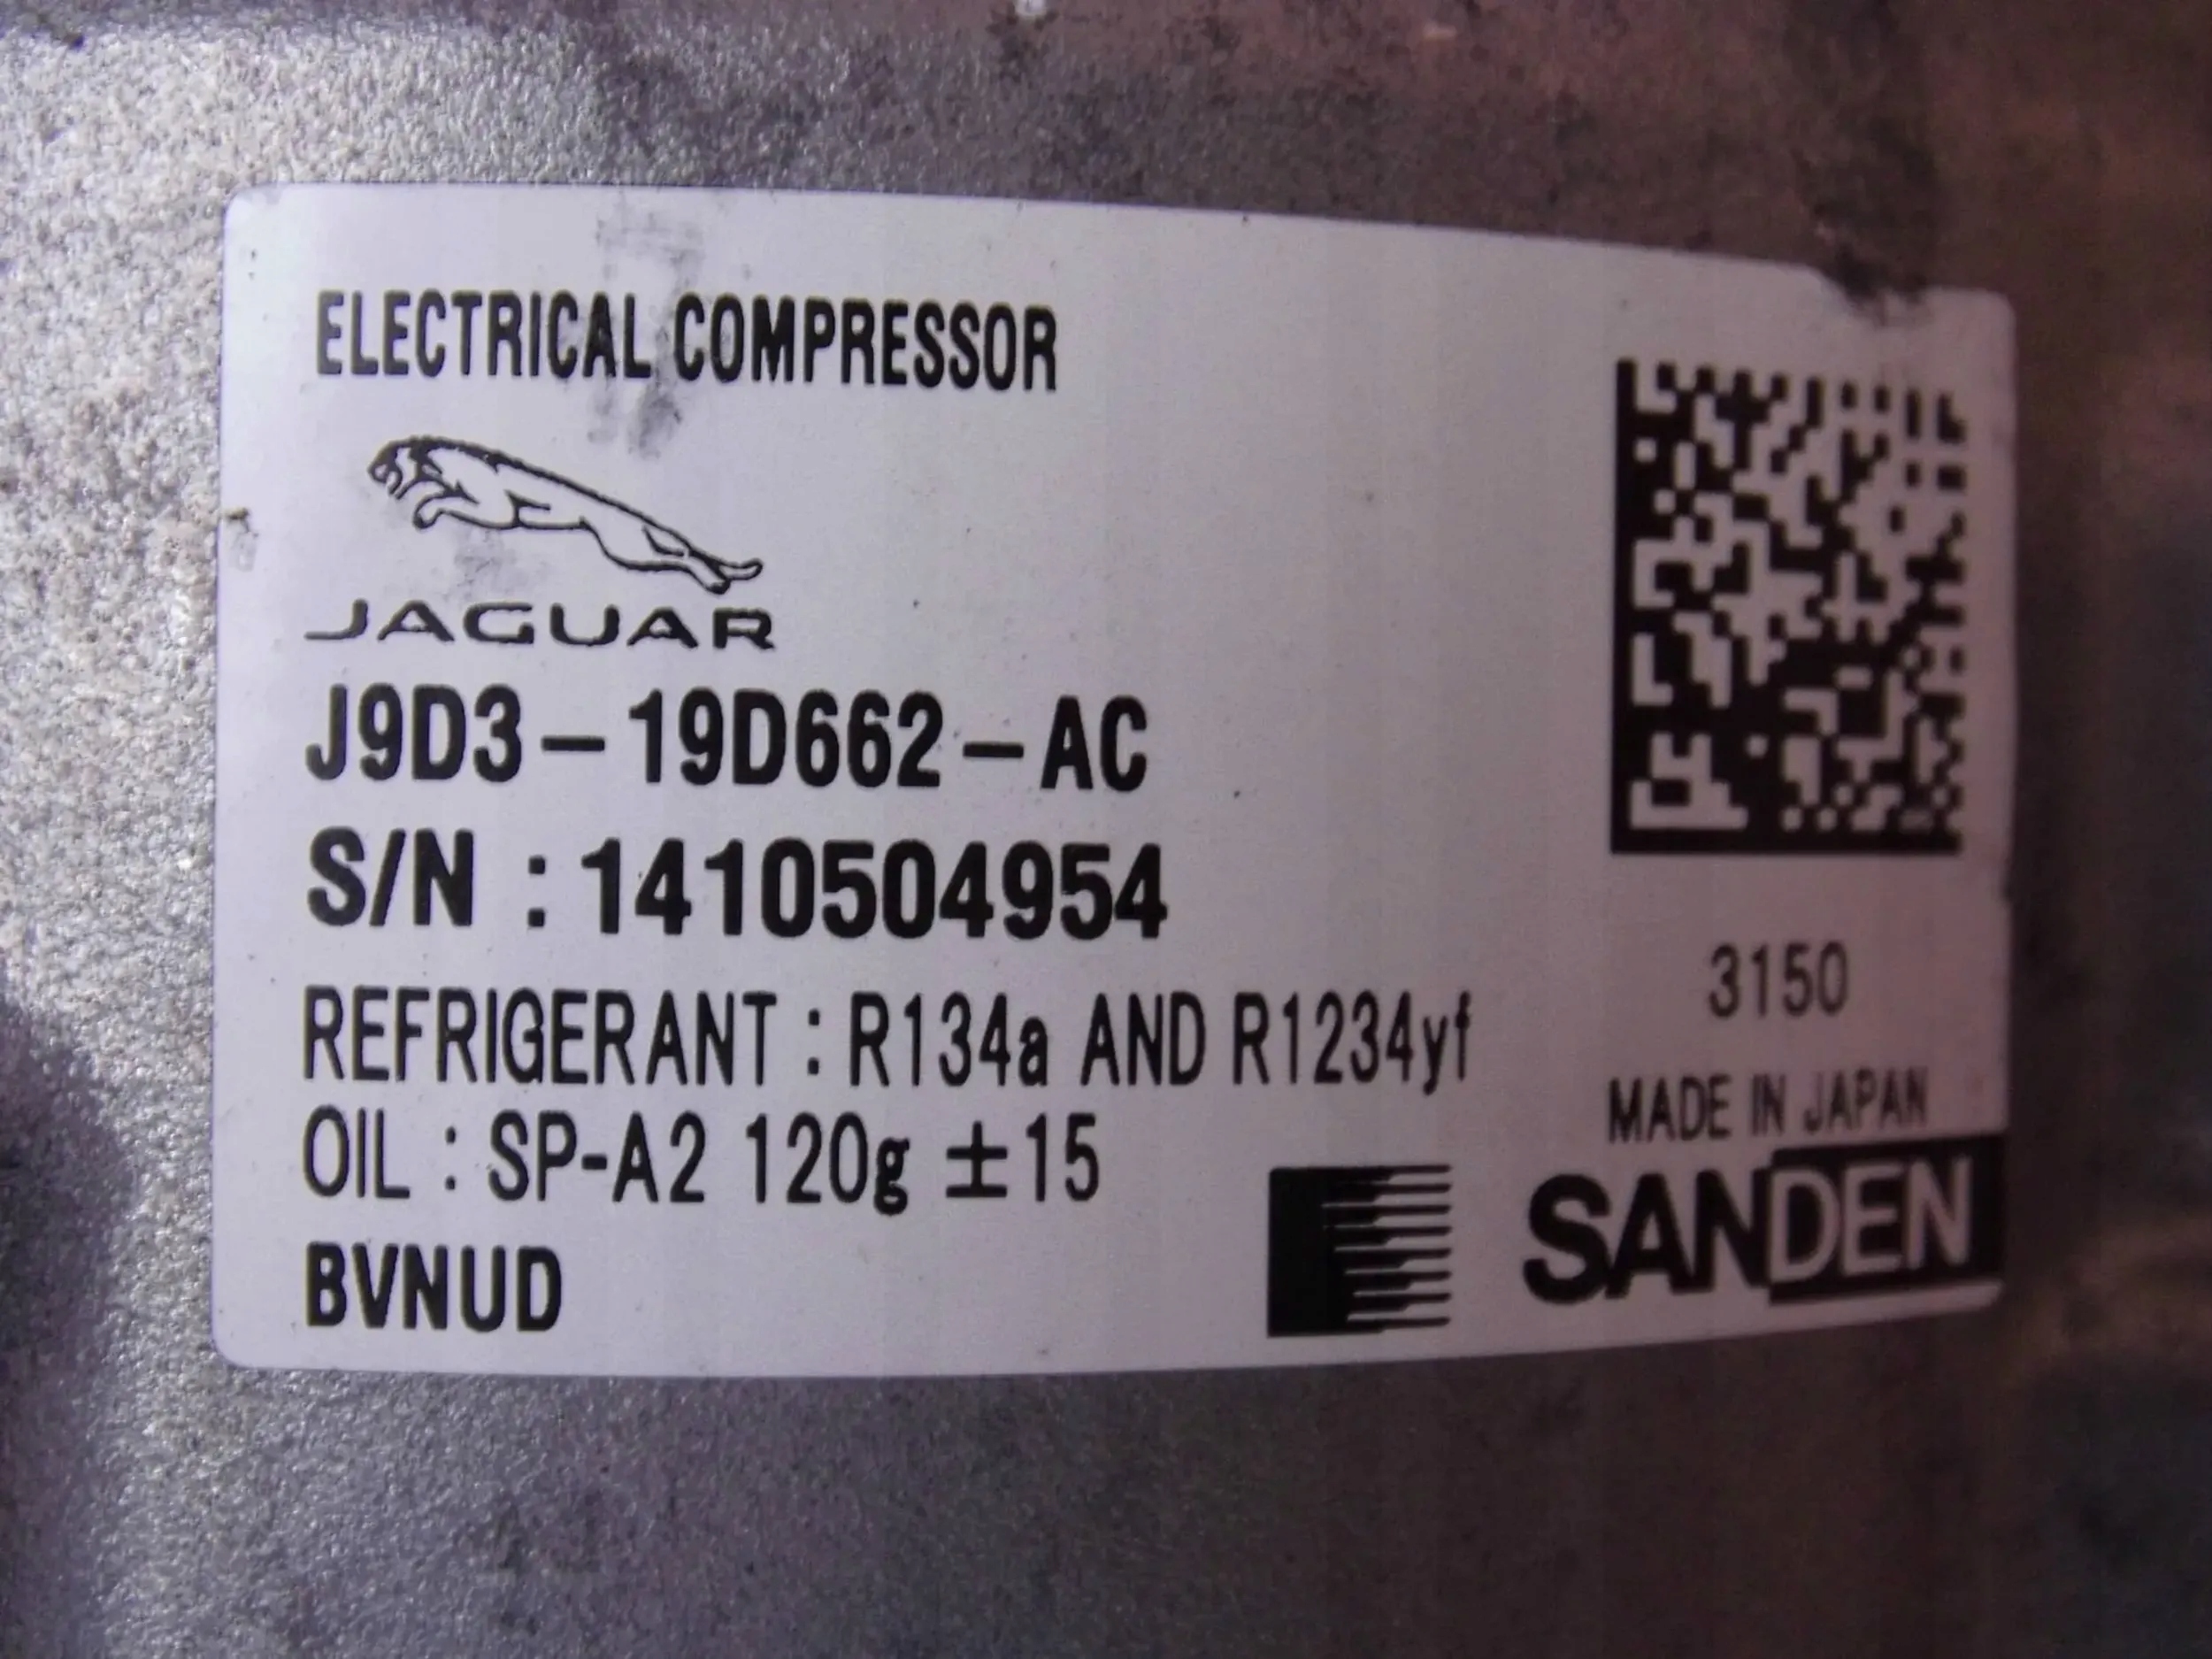 ELECTRICAL COMPRESSOR
JAGUAR
J9D3-19D662-AC
S/N : 1410504954
REFRIGERANT : R134a AND R1234yf
OIL : SP-A2 120g ±15
BVNUD
3150
MADE IN JAPAN
SANDEN